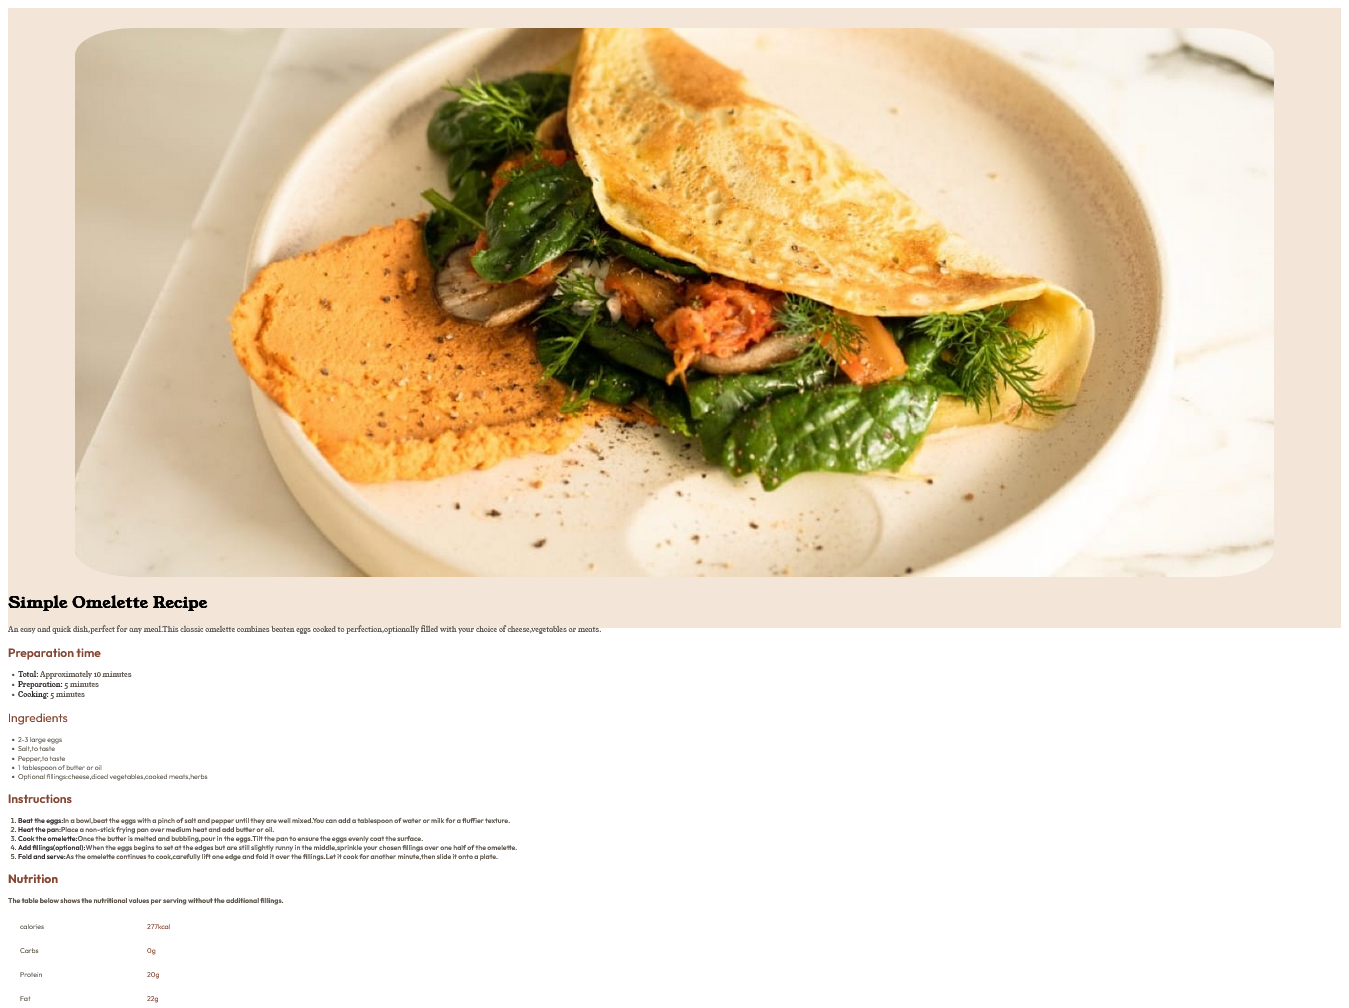 Simple Omelette Recipe
An easy and quick dish,perfect for any meal.This classic omelette combines beaten eggs cooked to perfection,optionally filled with your choice of cheese,vegetables or meats.
Preparation time
• Total: Approximately 10 minutes
• Preparation: 5 minutes
• Cooking: 5 minutes
Ingredients
• 2-3 large eggs
• Salt,to taste
• Pepper,to taste
• 1 tablespoon of butter or oil
• Optional fillings:cheese,diced vegetables,cooked meats,herbs
Instructions
1. Beat the eggs:In a bowl,beat the eggs with a pinch of salt and pepper until they are well mixed.You can add a tablespoon of water or milk for a fluffier texture.
2. Heat the pan:Place a non-stick frying pan over medium heat and add butter or oil.
3. Cook the omelette:Once the butter is melted and bubbling,pour in the eggs.Tilt the pan to ensure the eggs evenly coat the surface.
4. Add fillings(optional):When the eggs begins to set at the edges but are still slightly runny in the middle,sprinkle your chosen fillings over one half of the omelette.
5. Fold and serve:As the omelette continues to cook,carefully lift one edge and fold it over the fillings.Let it cook for another minute,then slide it onto a plate.
Nutrition
The table below shows the nutritional values per serving without the additional fillings.
calories 277kcal
Carbs 0g
Protein 20g
Fat 22g